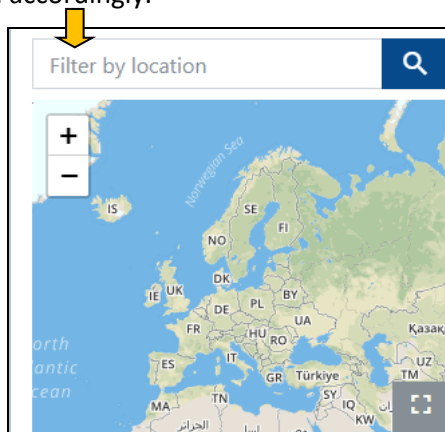 accordingly.
Filter by location
+
−
Norwegian Sea
IS
SE
FI
NO
DK
IE
UK
BY
PL
DE
UA
FR
HU
RO
Қазақ
orth
antic
cean
ES
IT
GR
Türkiye
UZ
TM
TN
SY
MA
IQ
KW
الجزائر